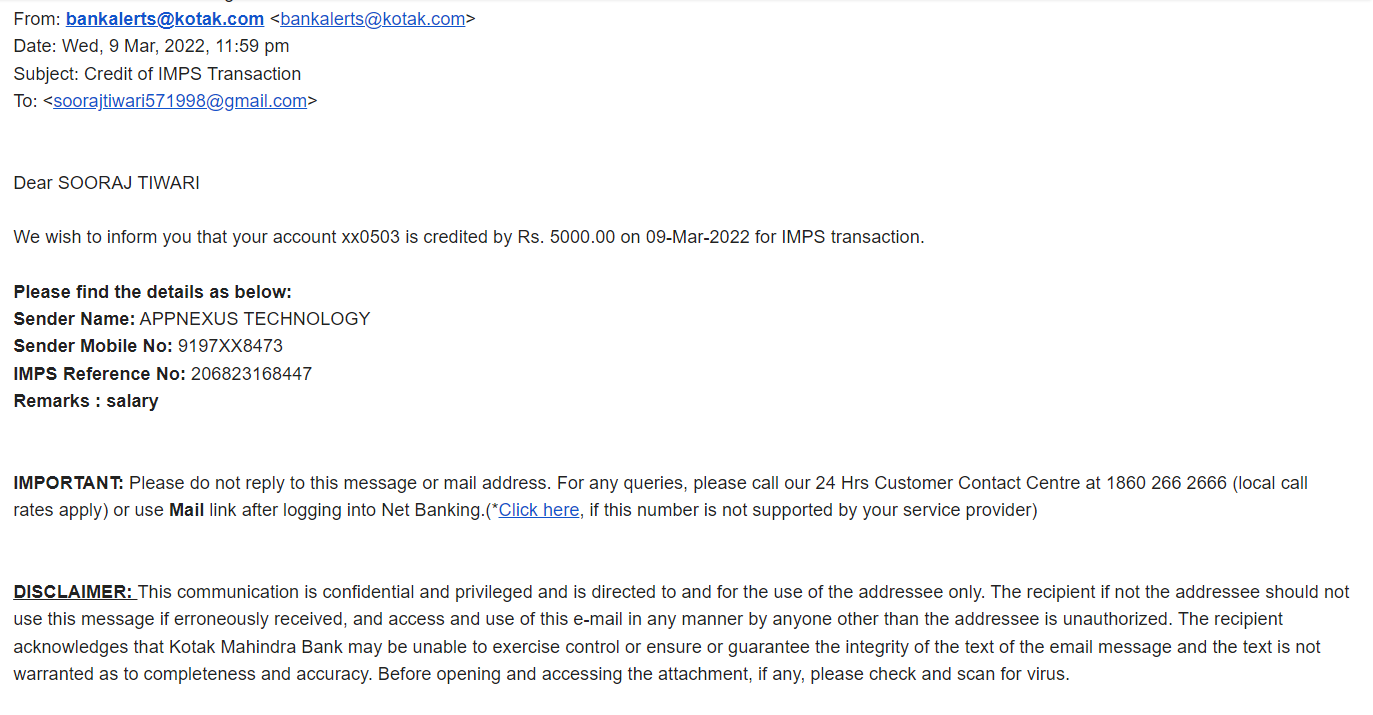 From: bankalerts@kotak.com <bankalerts@kotak.com>
Date: Wed, 9 Mar, 2022, 11:59 pm
Subject: Credit of IMPS Transaction
To: <soorajtiwari571998@gmail.com>
Dear SOORAJ TIWARI
We wish to inform you that your account xx0503 is credited by Rs. 5000.00 on 09-Mar-2022 for IMPS transaction.
Please find the details as below:
Sender Name: APPNEXUS TECHNOLOGY
Sender Mobile No: 9197XX8473
IMPS Reference No: 206823168447
Remarks : salary
IMPORTANT: Please do not reply to this message or mail address. For any queries, please call our 24 Hrs Customer Contact Centre at 1860 266 2666 (local call
rates apply) or use Mail link after logging into Net Banking.(*Click here, if this number is not supported by your service provider)
DISCLAIMER: This communication is confidential and privileged and is directed to and for the use of the addressee only. The recipient if not the addressee should not
use this message if erroneously received, and access and use of this e-mail in any manner by anyone other than the addressee is unauthorized. The recipient
acknowledges that Kotak Mahindra Bank may be unable to exercise control or ensure or guarantee the integrity of the text of the email message and the text is not
warranted as to completeness and accuracy. Before opening and accessing the attachment, if any, please check and scan for virus.